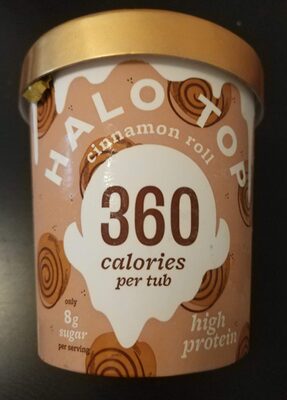 HALO TOP
cinnamon roll
360
calories
per tub
only
8g
sugar
per serving
high
protein